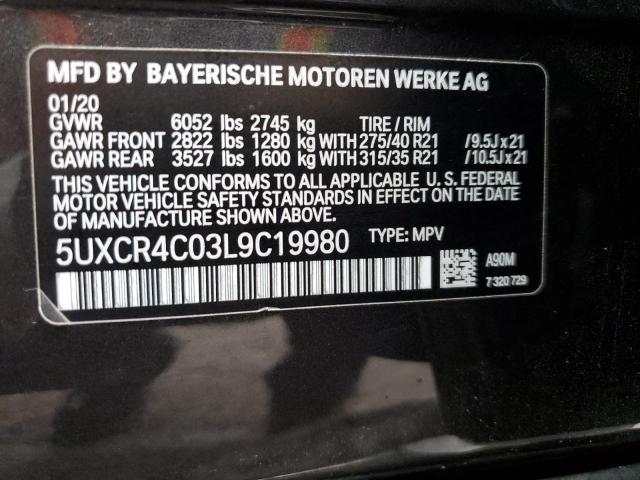 MFD BY BAYERISCHE MOTOREN WERKE AG
01/20
GVWR 6052 lbs 2745 kg TIRE / RIM
GAWR FRONT 2822 lbs 1280 kg WITH 275/40 R21 /9.5J x 21
GAWR REAR 3527 lbs 1600 kg WITH 315/35 R21 /10.5J x 21
THIS VEHICLE CONFORMS TO ALL APPLICABLE U. S. FEDERAL
MOTOR VEHICLE SAFETY STANDARDS IN EFFECT ON THE DATE
OF MANUFACTURE SHOWN ABOVE.
5UXCR4C03L9C19980 TYPE: MPV
A90M
7 320 729